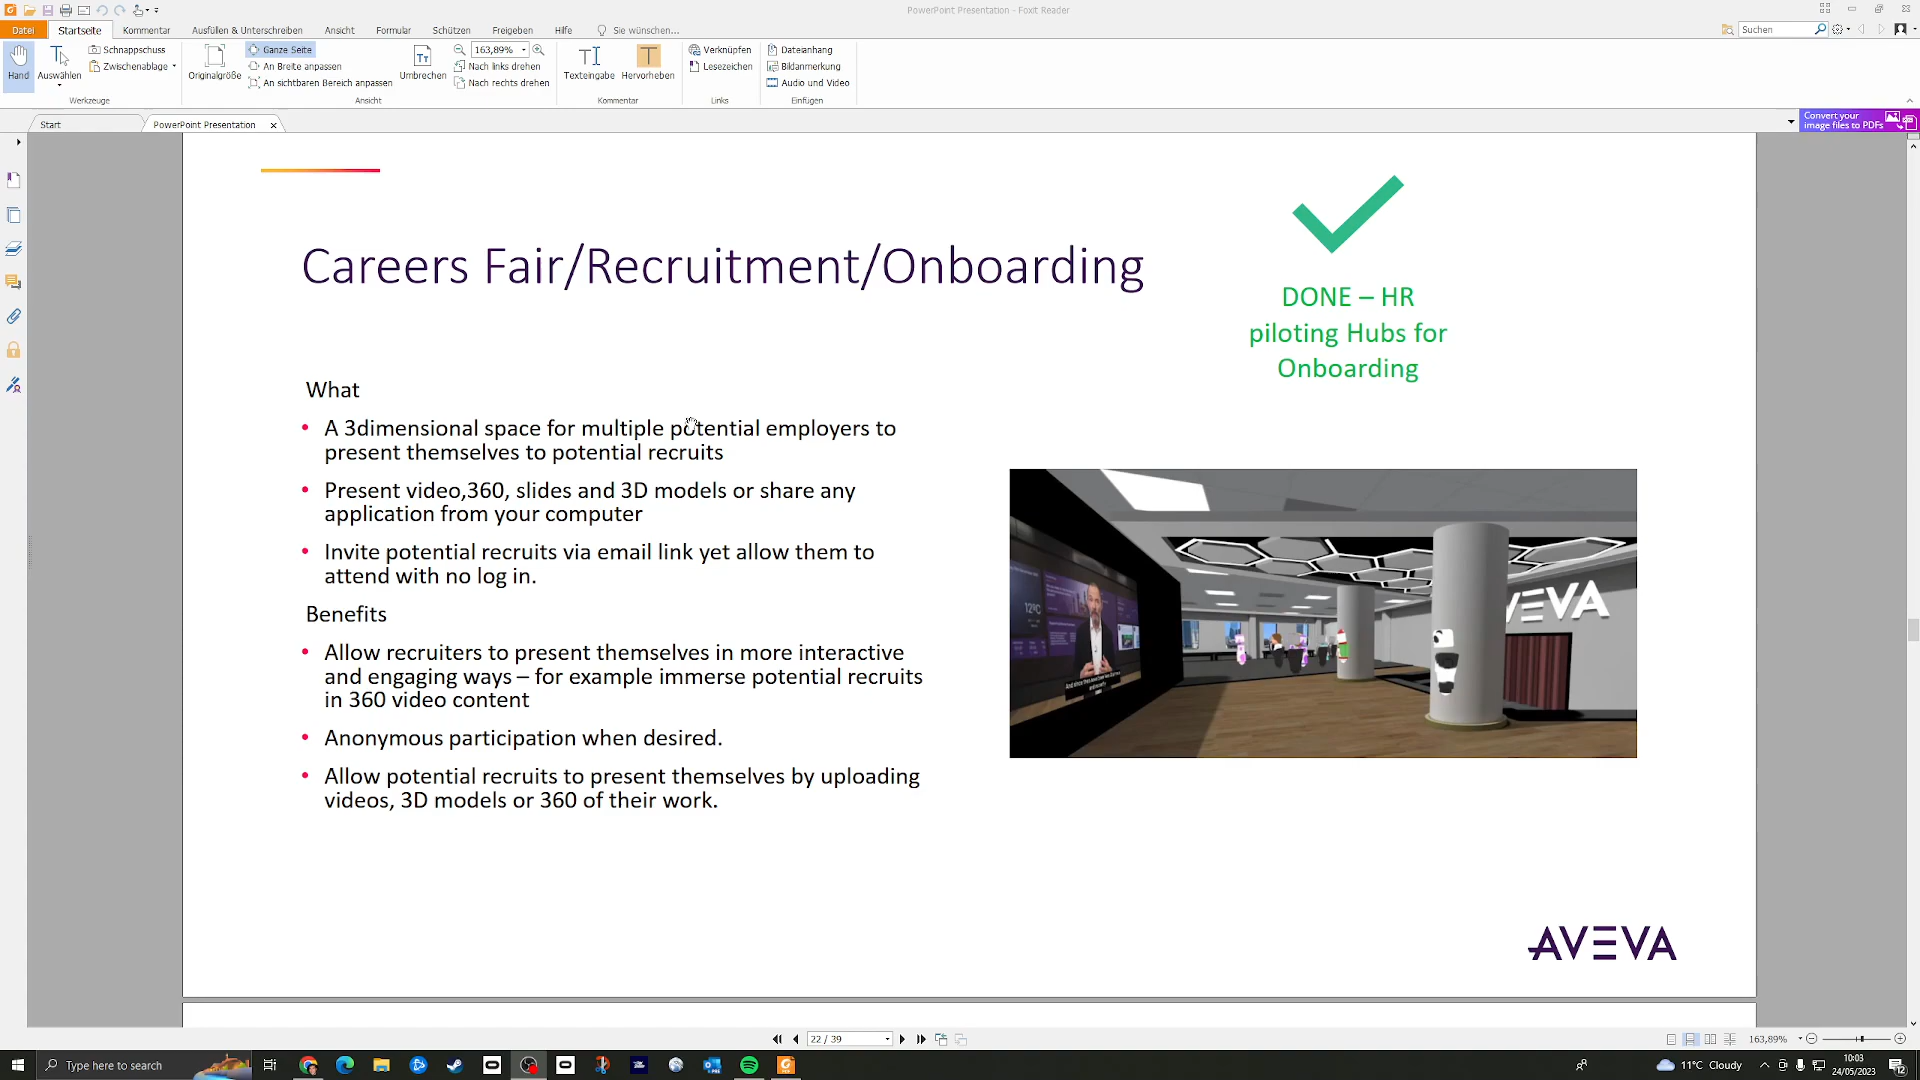 PowerPoint Presentation - Foxit Reader
Datei
Startseite
Kommentar
Ausfüllen & Unterschreiben
Ansicht
Formular
Schützen
Freigeben
Hilfe
Sie wünschen...
Suchen
Hand
Auswählen
Schnappschuss
Zwischenablage
Werkzeuge
Originalgröße
Ganze Seite
An Breite anpassen
An sichtbaren Bereich anpassen
Umbrechen
163,89%
Nach links drehen
Nach rechts drehen
Ansicht
Texteingabe
Hervorheben
Kommentar
Verknüpfen
Lesezeichen
Links
Dateianhang
Bildanmerkung
Audio und Video
Einfügen
Start
PowerPoint Presentation
Convert your
image files to PDFs
Careers Fair/Recruitment/Onboarding
DONE – HR
piloting Hubs for
Onboarding
What
• A 3dimensional space for multiple potential employers to
present themselves to potential recruits
• Present video,360, slides and 3D models or share any
application from your computer
• Invite potential recruits via email link yet allow them to
attend with no log in.
Benefits
• Allow recruiters to present themselves in more interactive
and engaging ways – for example immerse potential recruits
in 360 video content
• Anonymous participation when desired.
• Allow potential recruits to present themselves by uploading
videos, 3D models or 360 of their work.
12°C
VEVA
AVEVA
22 / 39
163,89%
Type here to search
11°C Cloudy
10:03
24/05/2023